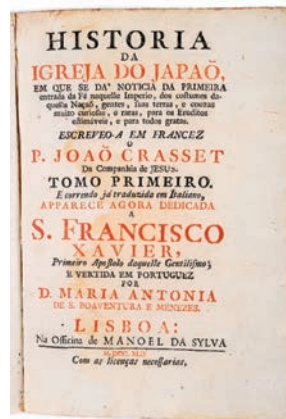 HISTORIA
DA
IGREJA DO JAPAÕ,
EM QUE SE DA' NOTICIA DA PRIMEIRA
entrada da Fé naquelle Imperio, dos costumes da-
quella Naçaõ, gentes, suas terras, e couzas
muito curiosas, e raras, para os Eruditos
estimaveis, e para todos gratas.
ESCREVEO-A EM FRANCEZ
O
P. JOAÕ CRASSET
Da Companhia de JESUS.
TOMO PRIMEIRO.
E correndo já traduzida em Italiano,
APPARECE AGORA DEDICADA
A
S. FRANCISCO
XAVIER,
Primeiro Apostolo daquelle Gentilismo;
E VERTIDA EM PORTUGUEZ
POR
D. MARIA ANTONIA
DE S. BOAVENTURA E MENEZES.
LISBOA:
Na Officina de MANOEL DA SYLVA
Com as licenças necessarias.